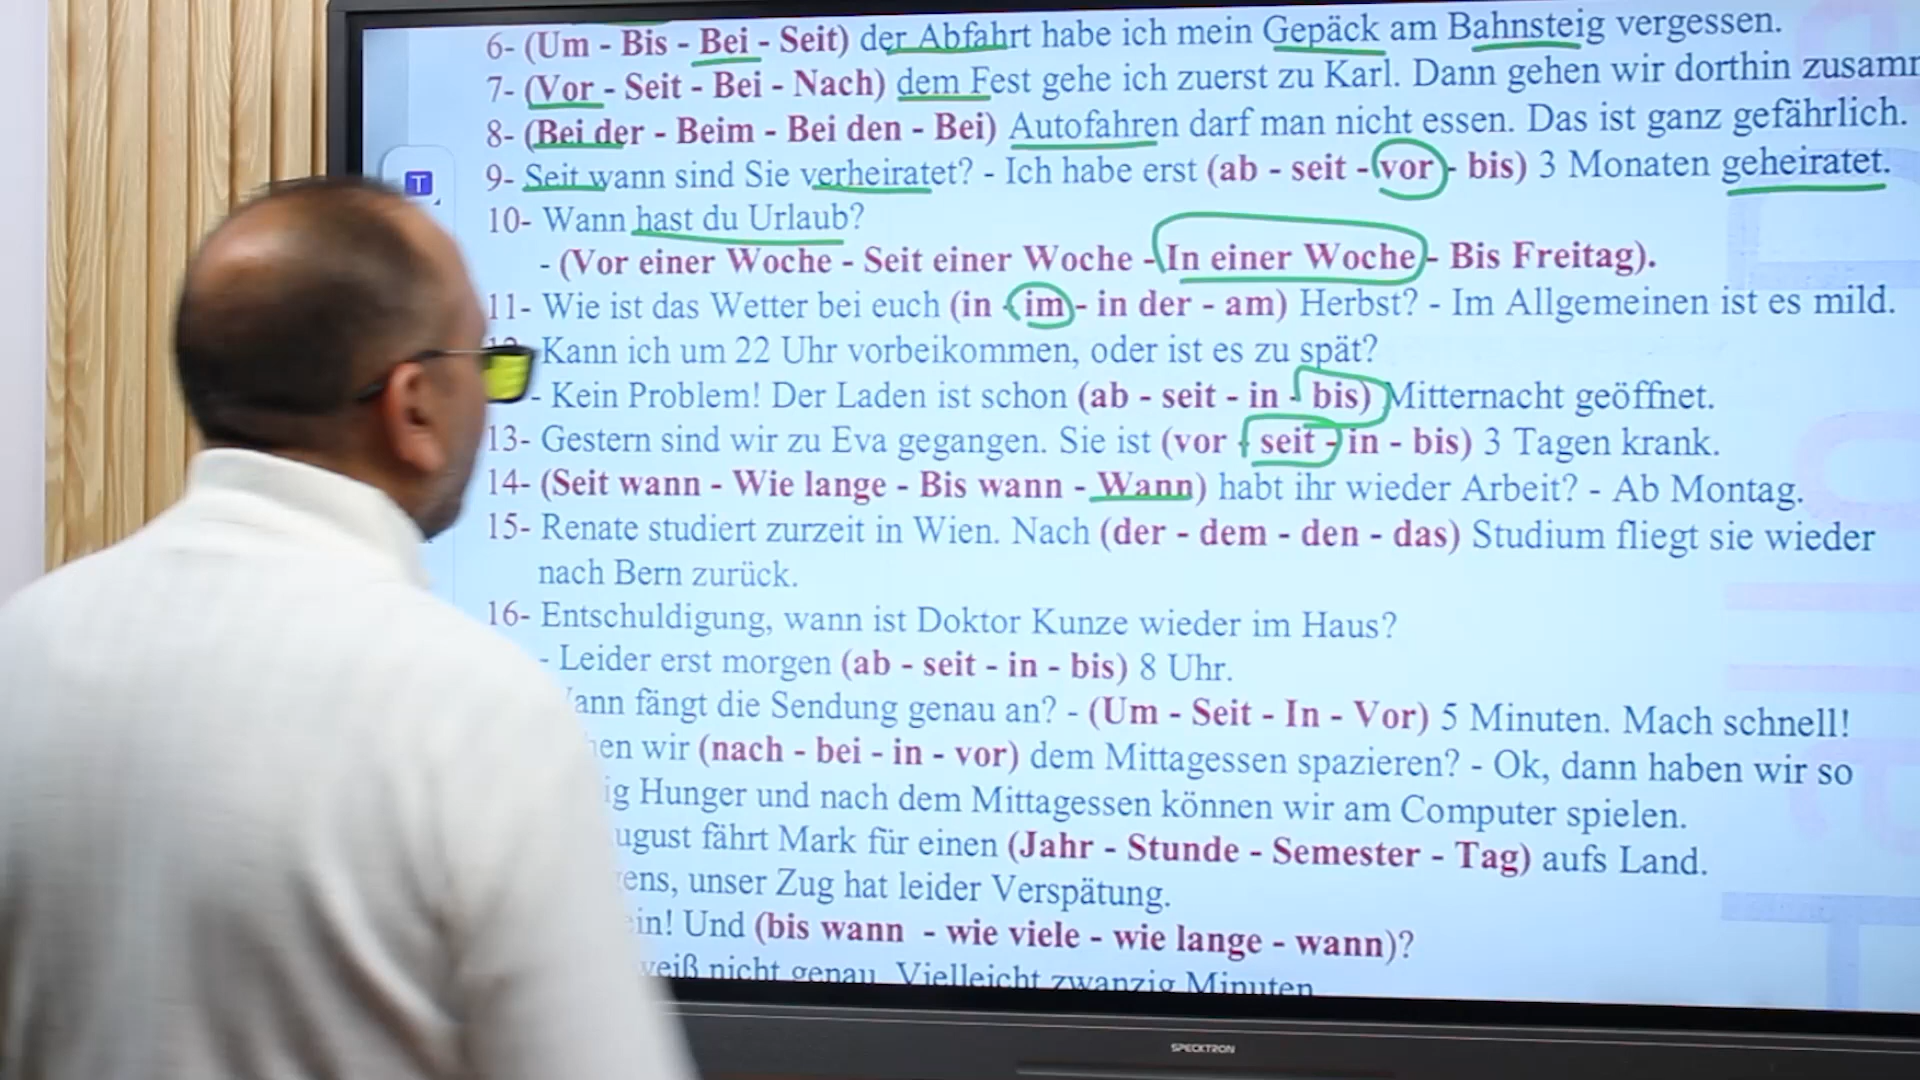 6- (Um - Bis - Bei - Seit) der Abfahrt habe ich mein Gepäck am Bahnsteig vergessen.
7- (Vor - Seit - Bei - Nach) dem Fest gehe ich zuerst zu Karl. Dann gehen wir dorthin
8- (Bei der - Beim - Bei den - Bei) Autofahren darf man nicht essen. Das ist ganz gefährlich.
9- Seit wann sind Sie verheiratet? - Ich habe erst (ab - seit - vor - bis) 3 Monaten geheiratet.
10- Wann hast du Urlaub?
- (Vor einer Woche - Seit einer Woche - In einer Woche - Bis Freitag).
11- Wie ist das Wetter bei euch (in - im - in der - am) Herbst? - Im Allgemeinen ist es mild.
Kann ich um 22 Uhr vorbeikommen, oder ist es zu spät?
- Kein Problem! Der Laden ist schon (ab - seit - in - bis) Mitternacht geöffnet.
13- Gestern sind wir zu Eva gegangen. Sie ist (vor - seit - in - bis) 3 Tagen krank.
14- (Seit wann - Wie lange - Bis wann - Wann) habt ihr wieder Arbeit? - Ab Montag.
15- Renate studiert zurzeit in Wien. Nach (der - dem - den - das) Studium fliegt sie wieder
nach Bern zurück.
16- Entschuldigung, wann ist Doktor Kunze wieder im Haus?
- Leider erst morgen (ab - seit - in - bis) 8 Uhr.
fängt die Sendung genau an? - (Um - Seit - In - Vor) 5 Minuten. Mach schnell!
wir (nach - bei - in - vor) dem Mittagessen spazieren? - Ok, dann haben wir so
Hunger und nach dem Mittagessen können wir am Computer spielen.
fährt Mark für einen (Jahr - Stunde - Semester - Tag) aufs Land.
unser Zug hat leider Verspätung.
Und (bis wann - wie viele - wie lange - wann)?
nicht genau. Vielleicht zwanzig Minuten
T
SPECKTRON